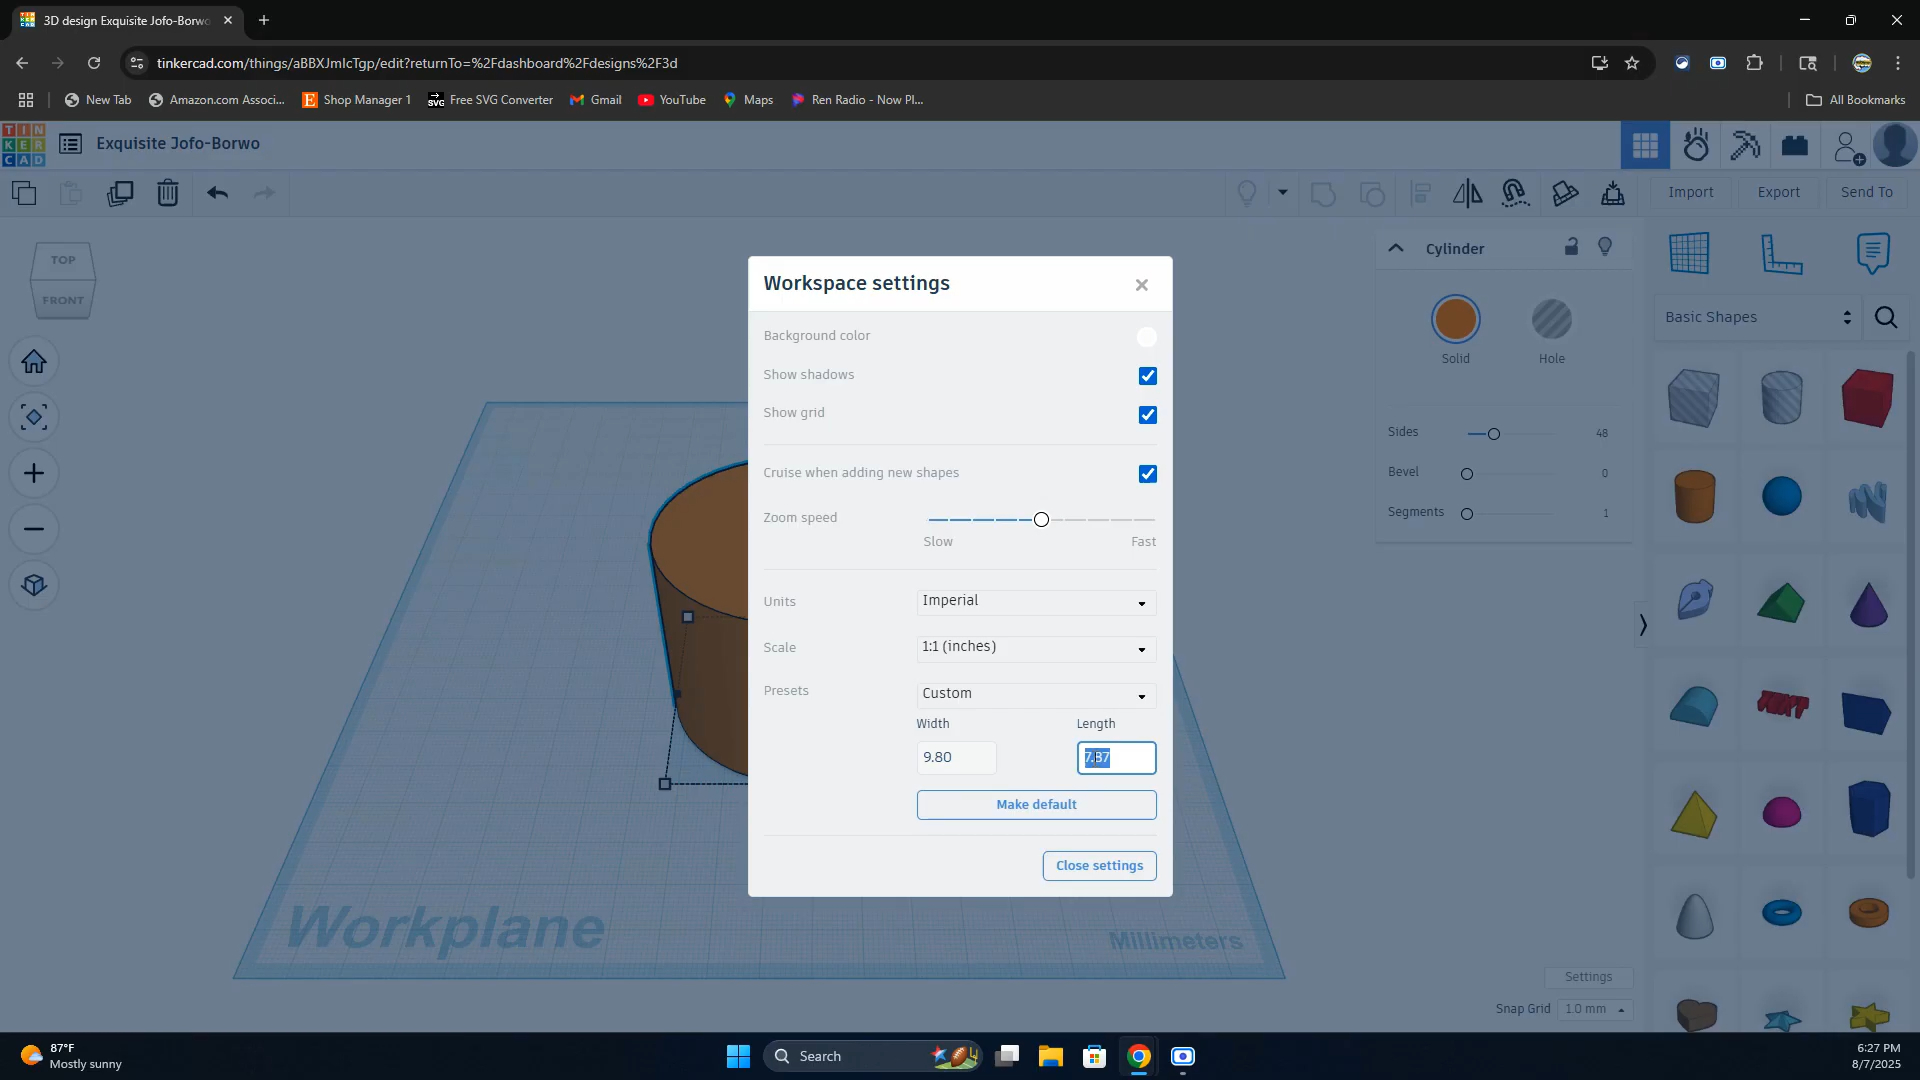 3D design Exquisite Jofo-Borwo
tinkercad.com/things/aBBXJmIcTgp/edit?returnTo=%2Fdashboard%2Fdesigns%2F3d
New Tab
Amazon.com Associ...
Shop Manager 1
Free SVG Converter
Gmail
YouTube
Maps
Ren Radio - Now Pl...
All Bookmarks
TIN
KER
CAD
Exquisite Jofo-Borwo
Import
Export
Send To
TOP
FRONT
Workspace settings
Background color
Show shadows
Show grid
Cruise when adding new shapes
Zoom speed
Slow
Fast
Units
Imperial
Scale
1:1 (inches)
Presets
Custom
Width
Length
9.80
7.87
Make default
Close settings
Cylinder
Solid
Hole
Sides
48
Bevel
0
Segments
1
Basic Shapes
TEXT
Workplane
Millimeters
Settings
Snap Grid
1.0 mm
87°F
Mostly sunny
Search
6:27 PM
8/7/2025